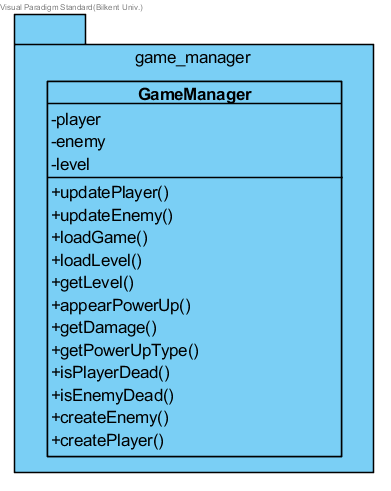 Visual Paradigm Standard(Bilkent Univ.)
game_manager
GameManager
-player
-enemy
-level
+updatePlayer()
+updateEnemy()
+loadGame()
+loadLevel()
+getLevel()
+appearPowerUp()
+getDamage()
+getPowerUpType()
+isPlayerDead()
+isEnemyDead()
+createEnemy()
+createPlayer()